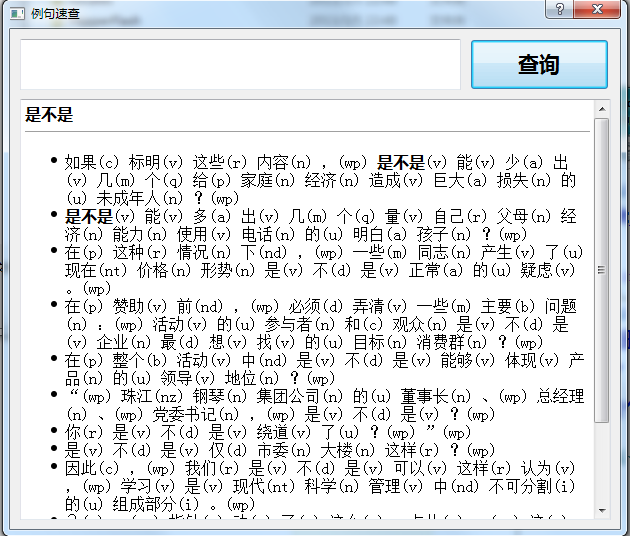 例句速查
查询
是不是
如果(c) 标明(v) 这些(r) 内容(n) ，(wp) 是不是(v) 能(v) 少(a) 出
(v) 几(m) 个(q) 给(p) 家庭(n) 经济(n) 造成(v) 巨大(a) 损失(n) 的
(u) 未成年人(n) ？(wp)
是不是(v) 能(v) 多(a) 出(v) 几(m) 个(q) 量(v) 自己(r) 父母(n) 经
济(n) 能力(n) 使用(v) 电话(n) 的(u) 明白(a) 孩子(n) ？(wp)
在(p) 这种(r) 情况(n) 下(nd) ，(wp) 一些(m) 同志(n) 产生(v) 了(u)
现在(nt) 价格(n) 形势(n) 是(v) 不(d) 是(v) 正常(a) 的(u) 疑虑(v)
。(wp)
在(p) 赞助(v) 前(nd) ，(wp) 必须(d) 弄清(v) 一些(m) 主要(b) 问题
(n) ：(wp) 活动(v) 的(u) 参与者(n) 和(c) 观众(n) 是(v) 不(d) 是
(v) 企业(n) 最(d) 想(v) 找(v) 的(u) 目标(n) 消费群(n) ？(wp)
在(p) 整个(b) 活动(v) 中(nd) 是(v) 不(d) 是(v) 能够(v) 体现(v) 产
品(n) 的(u) 领导(v) 地位(n) ？(wp)
“(wp) 珠江(nz) 钢琴(n) 集团公司(n) 的(u) 董事长(n) 、(wp) 总经理
(n) 、(wp) 党委书记(n) ，(wp) 是(v) 不(d) 是(v) ？(wp)
你(r) 是(v) 不(d) 是(v) 绕道(v) 了(u) ？(wp) ”(wp)
是(v) 不(d) 是(v) 仅(d) 市委(n) 大楼(n) 这样(r) ？(wp)
因此(c) ，(wp) 我们(r) 是(v) 不(d) 是(v) 可以(v) 这样(r) 认为(v)
，(wp) 学习(v) 是(v) 现代(nt) 科学(n) 管理(v) 中(nd) 不可分割(i)
的(u) 组成部分(i) 。(wp)